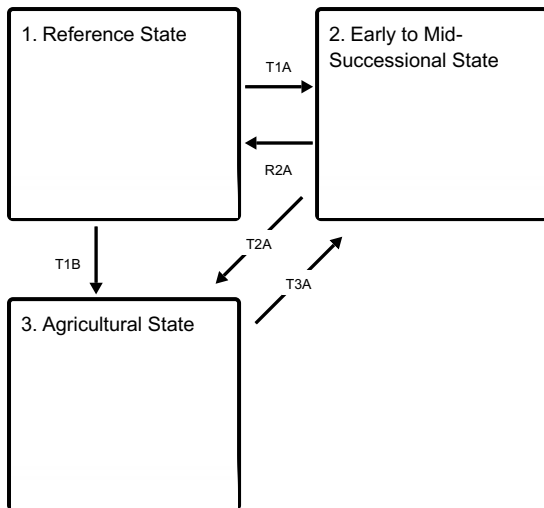 1. Reference State
2. Early to Mid-
Successional State
T1A
R2A
T1B
T2A
T3A
3. Agricultural State